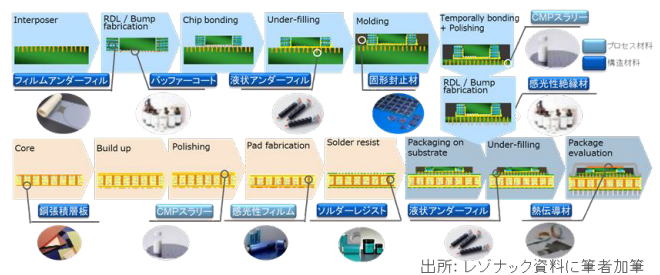 Interposer
RDL / Bump
fabrication
Chip bonding
Under-filling
Molding
Temporally bonding
+ Polishing
CMPスラリー
プロセス材料
構造材料
フィルムアンダーフィル
バッファーコート
液状アンダーフィル
固形封止材
RDL / Bump
fabrication
感光性絶縁材
Core
Build up
Polishing
Pad fabrication
Solder resist
Packaging on
substrate
Under-filling
Package
evaluation
銅張積層板
CMPスラリー
感光性フィルム
ソルダーレジスト
液状アンダーフィル
熱伝導材
出所: レゾナック資料に筆者加筆